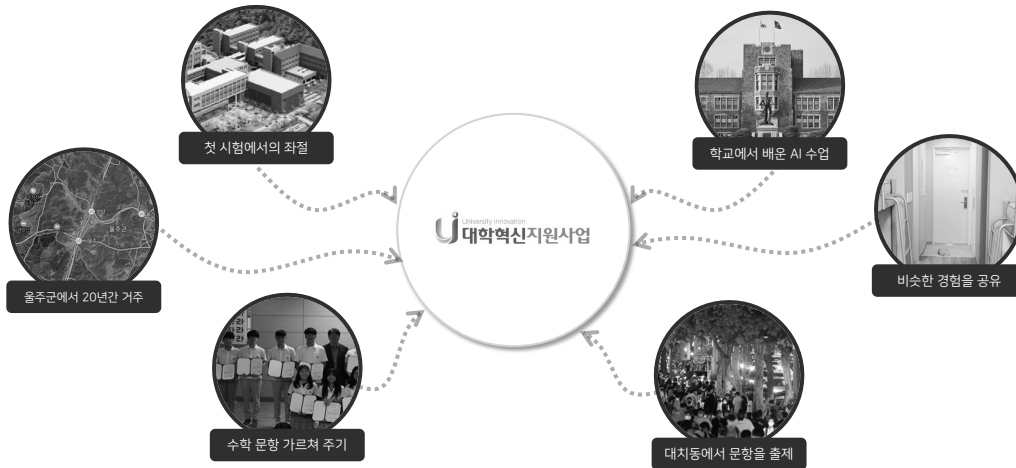 첫 시험에서의 좌절
학교에서 배운 AI 수업
울주군
University innovation
대학혁신지원사업
울주군에서 20년간 거주
비슷한 경험을 공유
수학 문항 가르쳐 주기
대치동에서 문항을 출제